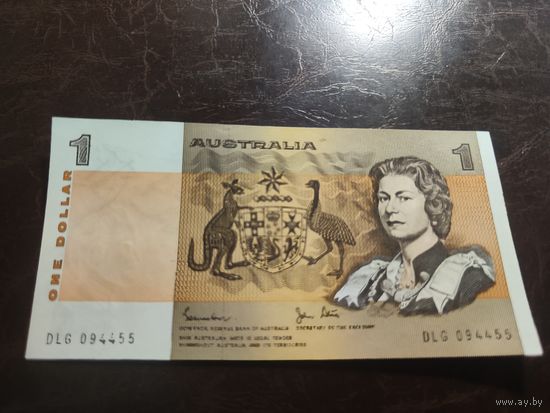 1
AUSTRALIA
1
ONE DOLLAR
GOVERNOR, RESERVE BANK OF AUSTRALIA SECRETARY TO THE TREASURY
DLG 094455
THIS AUSTRALIAN NOTE IS LEGAL TENDER
THROUGHOUT AUSTRALIA AND ITS TERRITORIES
DLG 094455
www.ay.by